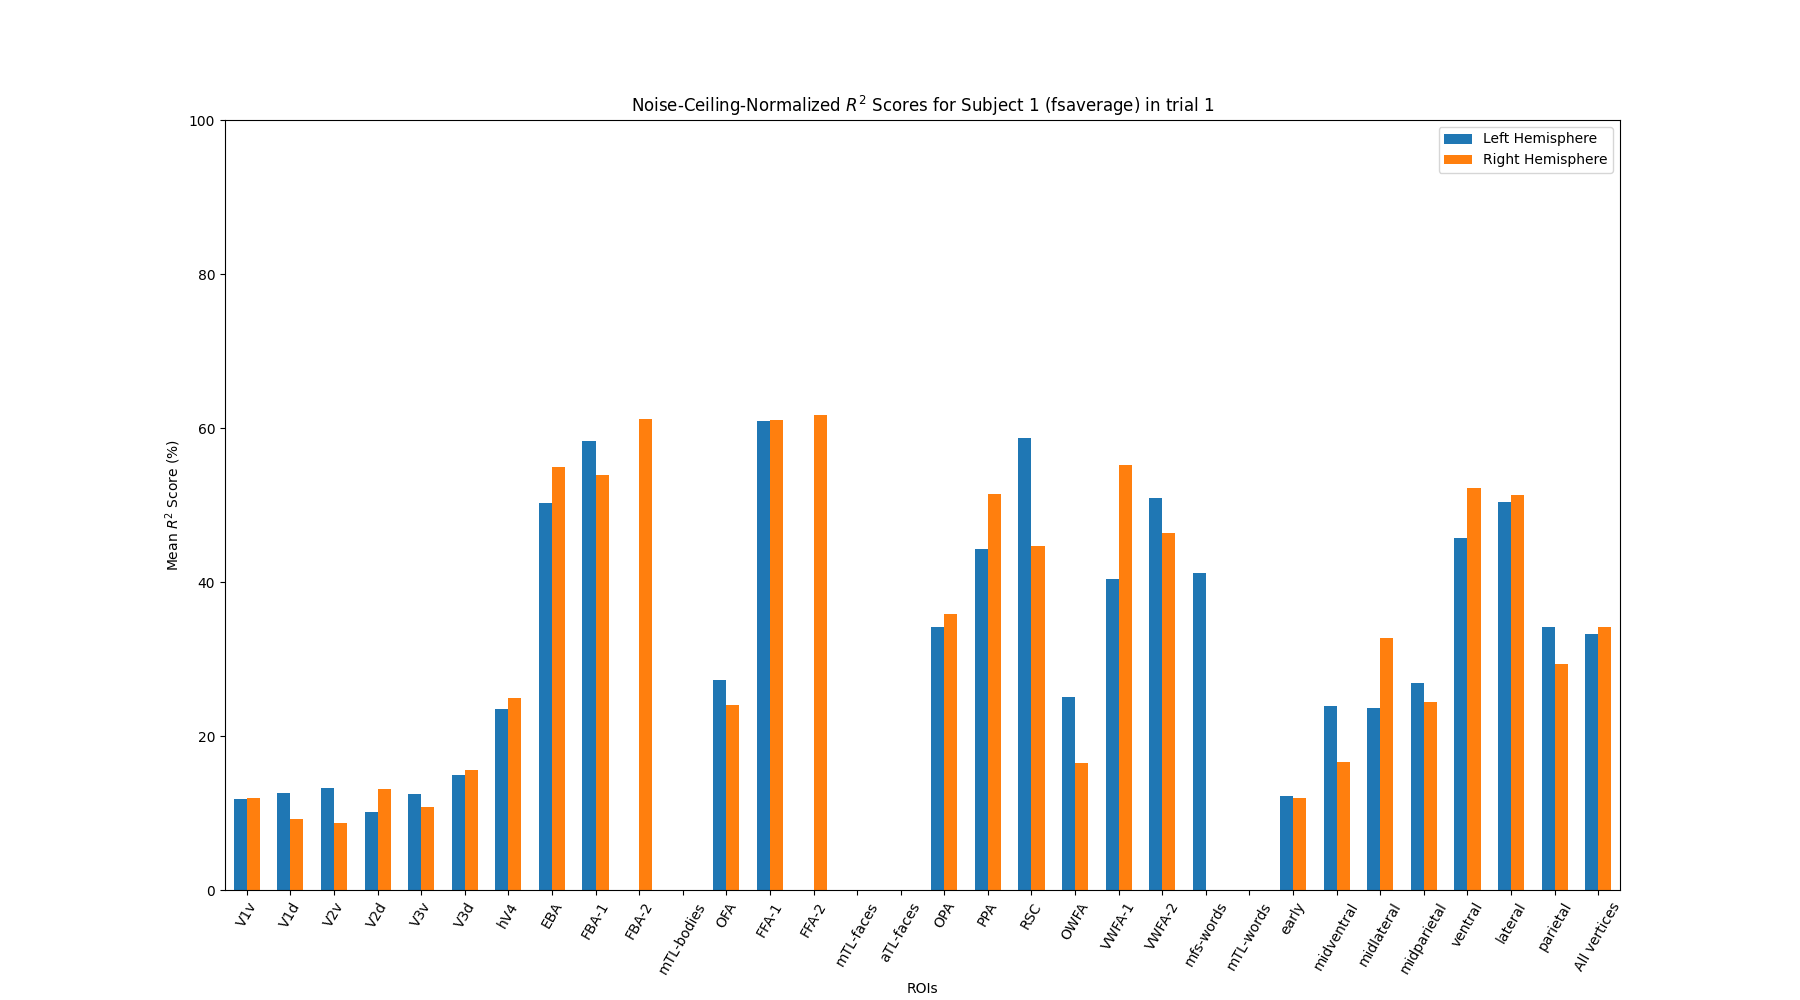 Noise-Ceiling-Normalized R² Scores for Subject 1 (fsaverage) in trial 1
Left Hemisphere
Right Hemisphere
Mean R² Score (%)
100
80
60
40
20
0
V1v
V1d
V2v
V2d
V3v
V3d
hV4
EBA
FBA-1
FBA-2
mTL-bodies
OFA
FFA-1
FFA-2
mTL-faces
aTL-faces
OPA
PPA
RSC
OWFA
VWFA-1
VWFA-2
mfs-words
mTL-words
early
midventral
midlateral
midparietal
ventral
lateral
parietal
All vertices
ROIs